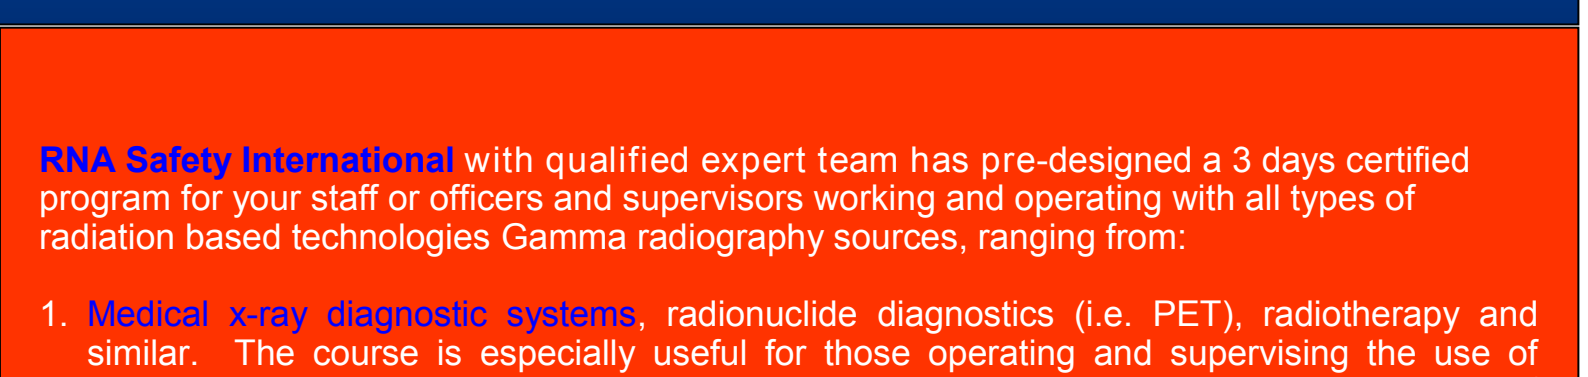 RNA Safety International with qualified expert team has pre-designed a 3 days certified
program for your staff or officers and supervisors working and operating with all types of
radiation based technologies Gamma radiography sources, ranging from:
1. Medical x-ray diagnostic systems, radionuclide diagnostics (i.e. PET), radiotherapy and
similar. The course is especially useful for those operating and supervising the use of